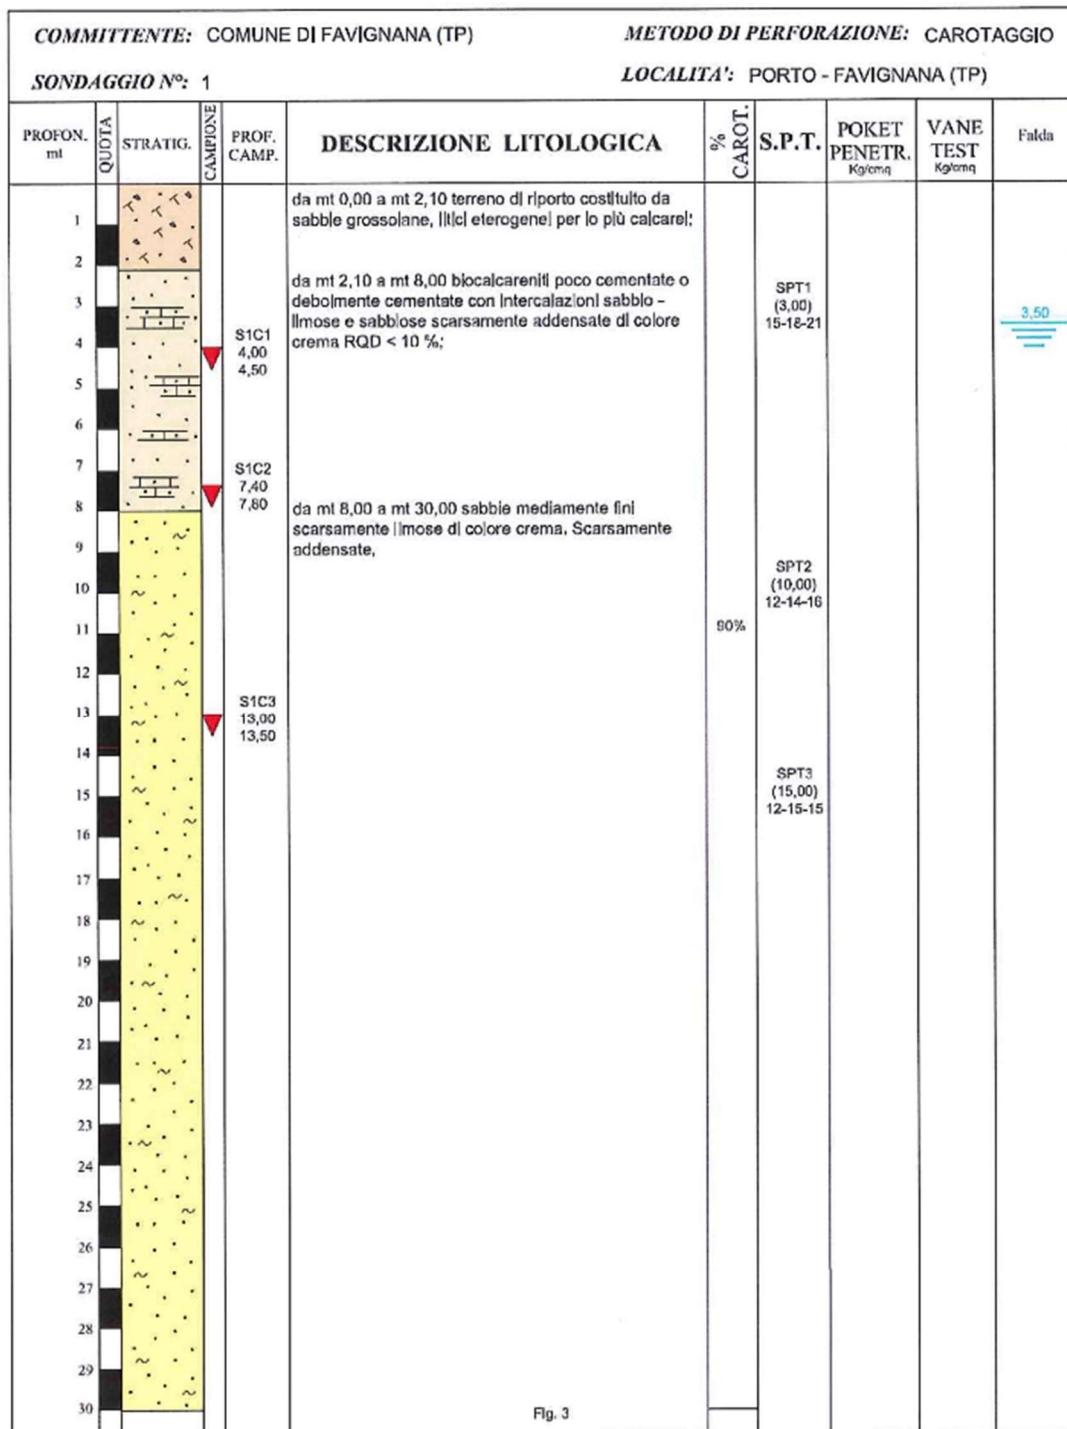 COMMITTENTE: COMUNE DI FAVIGNANA (TP)
METODO DI PERFORAZIONE: CAROTAGGIO
SONDAGGIO N°: 1
LOCALITA': PORTO - FAVIGNANA (TP)
PROFON. mt
QUOTA
STRATIG.
CAMPIONE
PROF. CAMP.
DESCRIZIONE LITOLOGICA
% CAROT.
S.P.T.
POKET PENETR. Kg/cmq
VANE TEST Kg/cmq
Falda
da mt 0,00 a mt 2,10 terreno di riporto costituito da
sabbie grossolane, litici eterogenei per lo più calcarei;
da mt 2,10 a mt 8,00 biocalcareniti poco cementate o
debolmente cementate con intercalazioni sabbio -
limose e sabbiose scarsamente addensate di colore
crema RQD < 10 %;
da mt 8,00 a mt 30,00 sabbie mediamente fini
scarsamente limose di colore crema. Scarsamente
addensate,
1
2
3
4
5
6
7
8
9
10
11
12
13
14
15
16
17
18
19
20
21
22
23
24
25
26
27
28
29
30
S1C1
4,00
4,50
S1C2
7,40
7,80
S1C3
13,00
13,50
90%
SPT1
(3,00)
15-18-21
SPT2
(10,00)
12-14-16
SPT3
(15,00)
12-15-15
3,50
Fig. 3